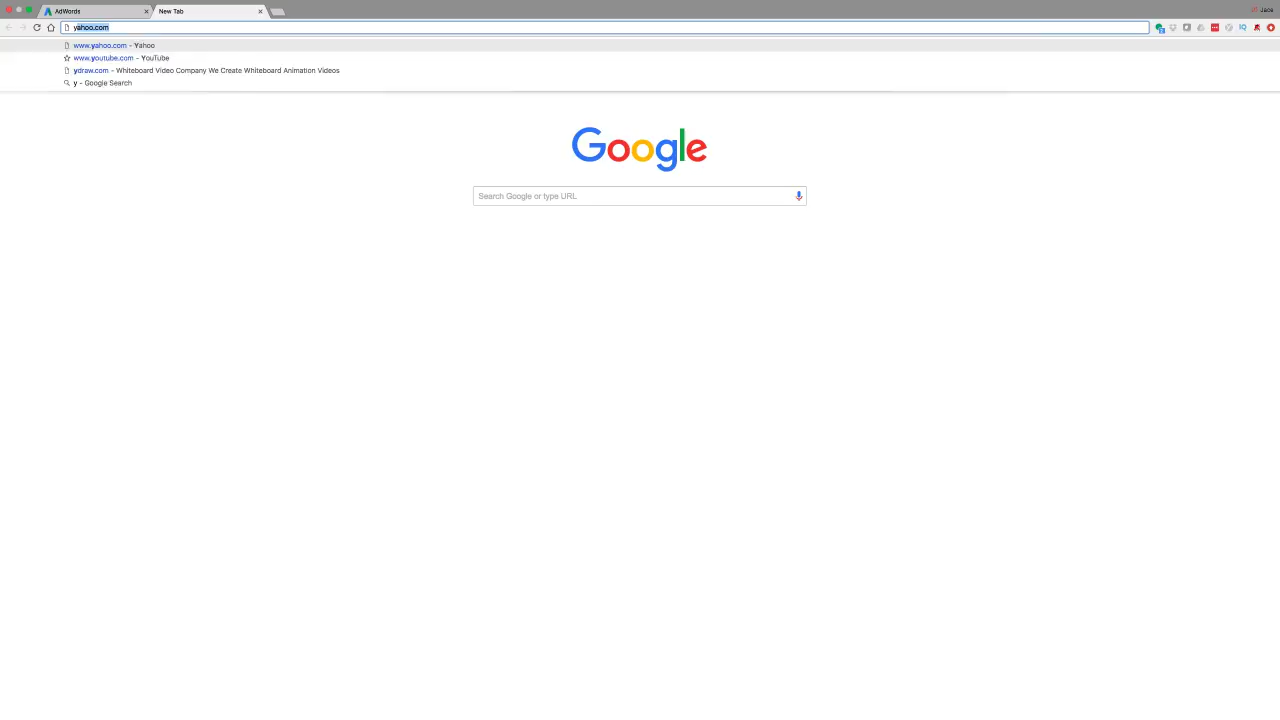 AdWords
New Tab
Jace
yahoo.com
www.yahoo.com - Yahoo
www.youtube.com - YouTube
ydraw.com - Whiteboard Video Company We Create Whiteboard Animation Videos
y - Google Search
Google
Search Google or type URL